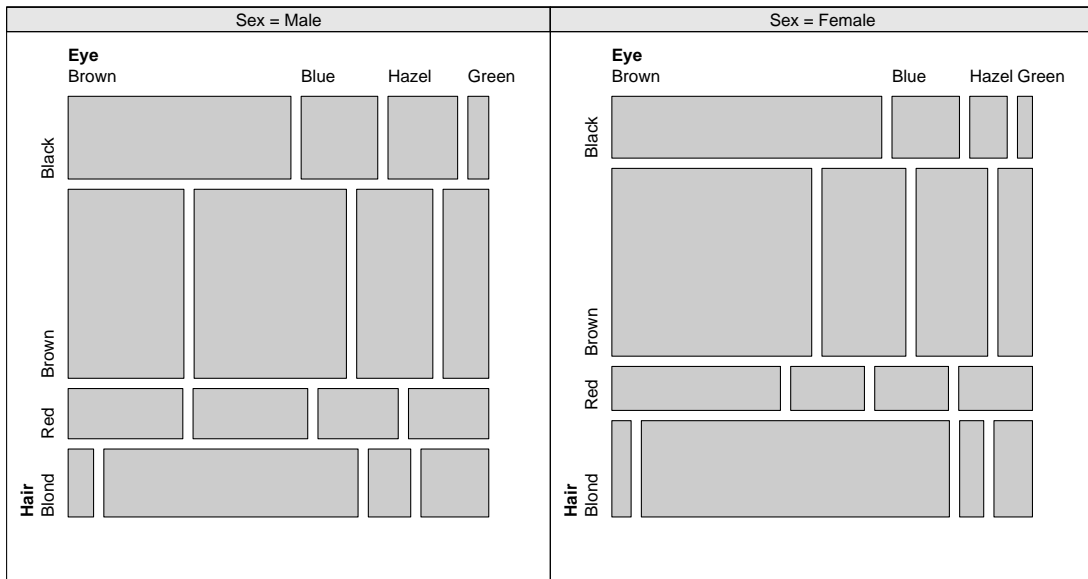 Sex = Male
Eye
Brown Blue Hazel Green
Black
Brown
Red
Blond
Hair
Sex = Female
Eye
Brown Blue Hazel Green
Black
Brown
Red
Blond
Hair